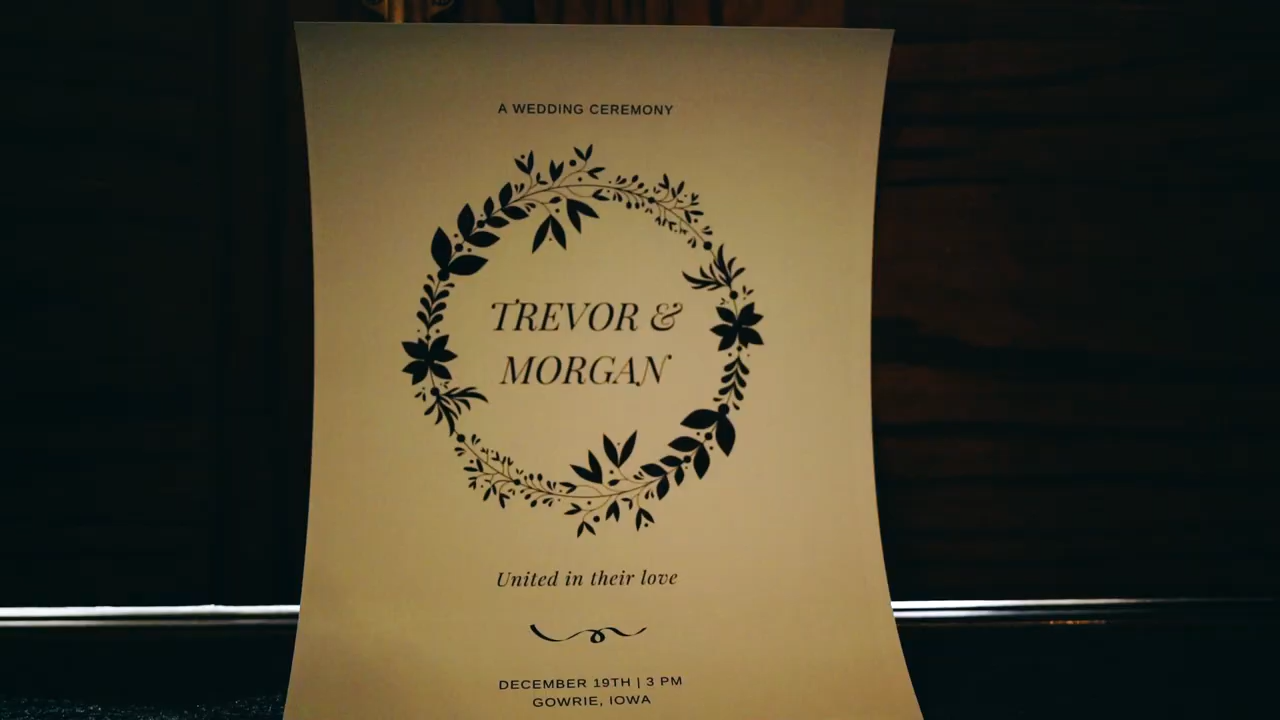 A WEDDING CEREMONY
TREVOR &
MORGAN
United in their love
DECEMBER 19TH | 3 PM
GOWRIE, IOWA